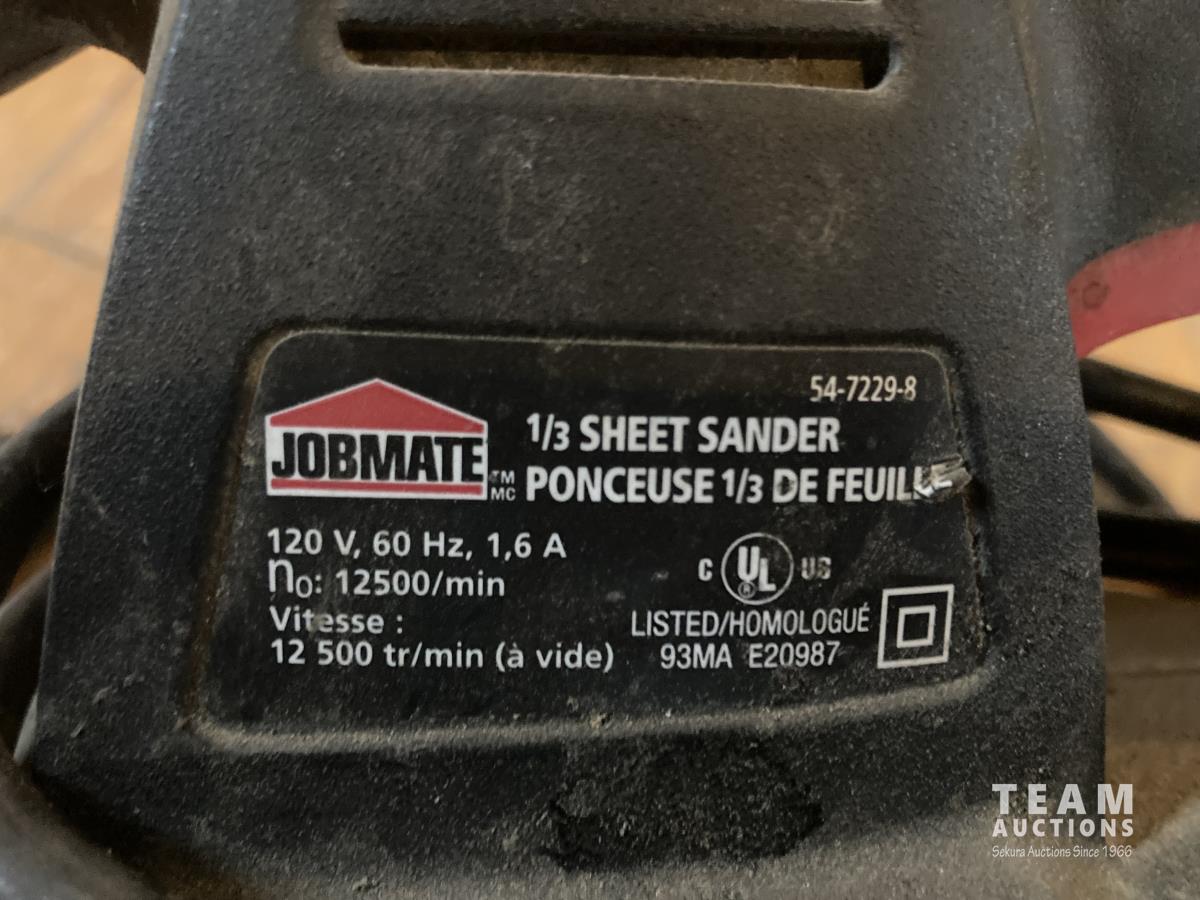 54-7229-8
JOBMATE TM MC
1/3 SHEET SANDER
PONCEUSE 1/3 DE FEUILLE
120 V, 60 Hz, 1,6 A
n0: 12500/min
Vitesse :
12 500 tr/min (à vide)
C UL ® US
LISTED/HOMOLOGUÉ
93MA E20987
TEAM
AUCTIONS
Sekura Auctions Since 1966